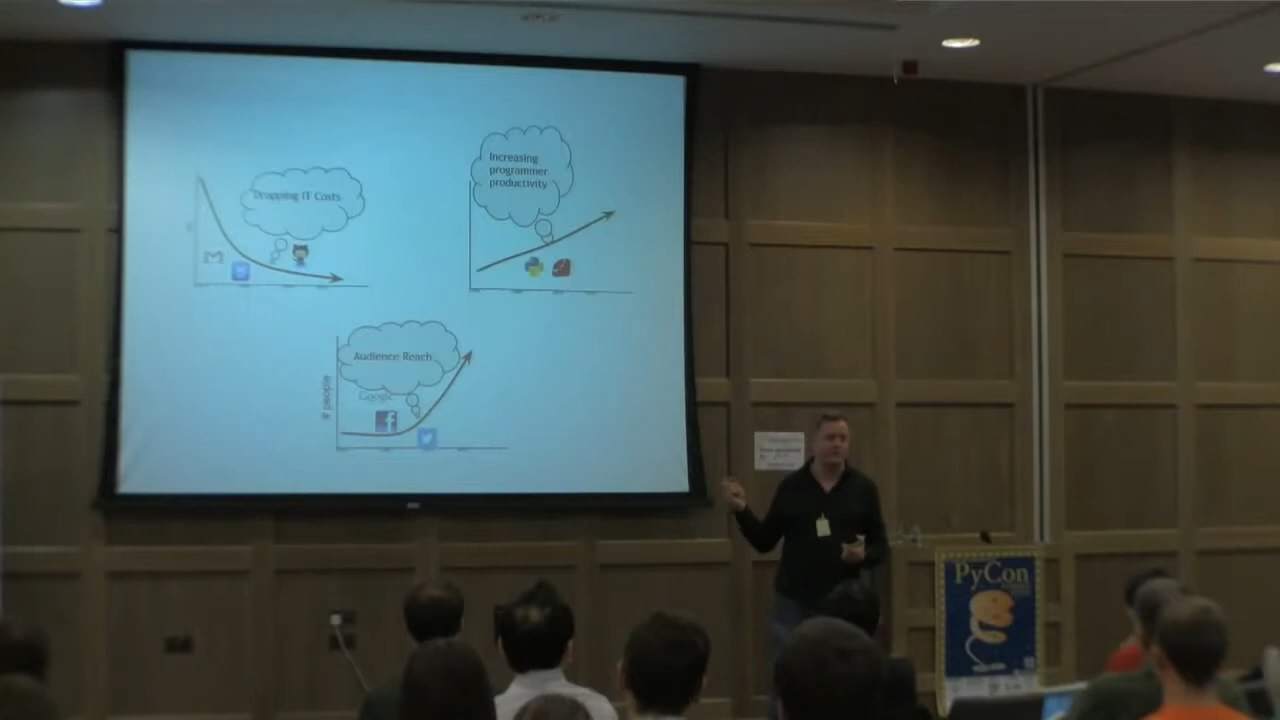 Dropping IT Costs
Increasing
programmer
productivity
Audience Reach
# people
Google
f
PyCon